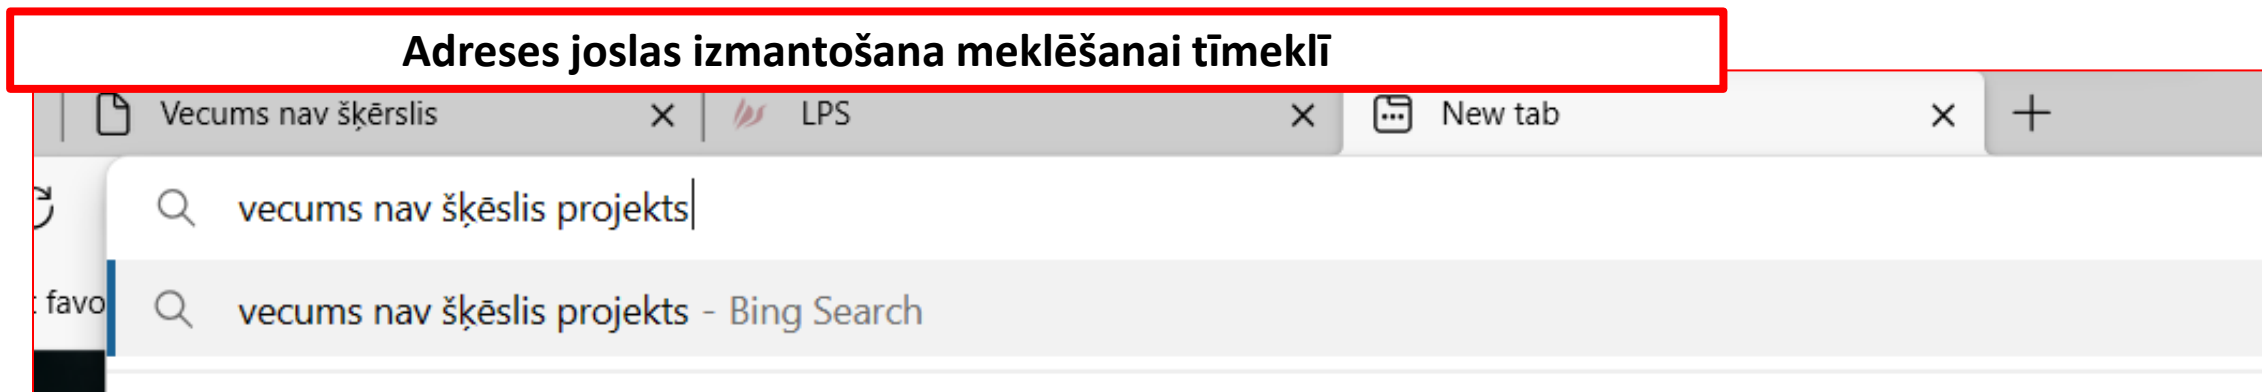 Adreses joslas izmantošana meklēšanai tīmeklī
Vecums nav šķērslis LPS New tab
vecums nav šķēslis projekts
favo
vecums nav šķēslis projekts - Bing Search